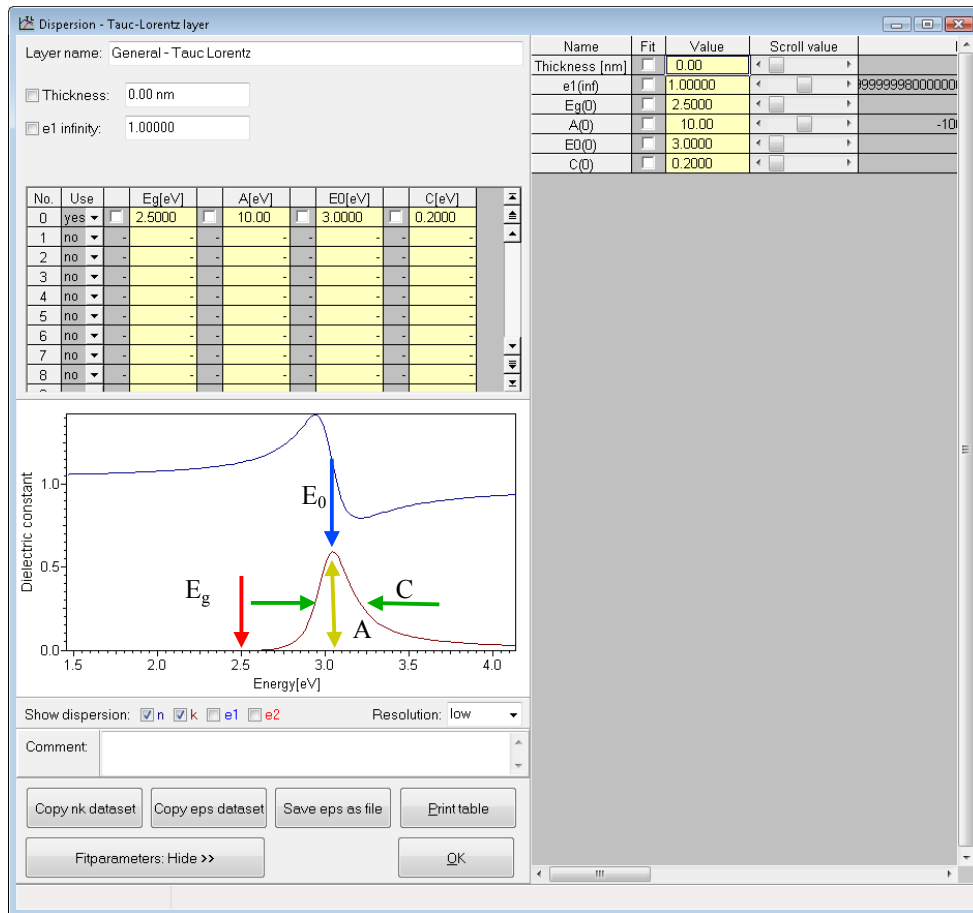 Dispersion - Tauc-Lorentz layer
Layer name: General - Tauc Lorentz
Thickness: 0.00 nm
e1 infinity: 1.00000
No. Use Eg[eV] A[eV] E0[eV] C[eV]
0 yes 2.5000 10.00 3.0000 0.2000
1 no - - - - - - - -
2 no - - - - - - - -
3 no - - - - - - - -
4 no - - - - - - - -
5 no - - - - - - - -
6 no - - - - - - - -
7 no - - - - - - - -
8 no - - - - - - - -
Dielectric constant
1.0
0.5
0.0
E0
Eg
C
A
1.5 2.0 2.5 3.0 3.5 4.0
Energy[eV]
Show dispersion: n k e1 e2 Resolution: low
Comment:
Copy nk dataset Copy eps dataset Save eps as file Print table
Fitparameters: Hide >> OK
Name Fit Value Scroll value
Thickness [nm] 0.00
e1(inf) 1.00000
Eg(0) 2.5000
A(0) 10.00 -100
E0(0) 3.0000
C(0) 0.2000